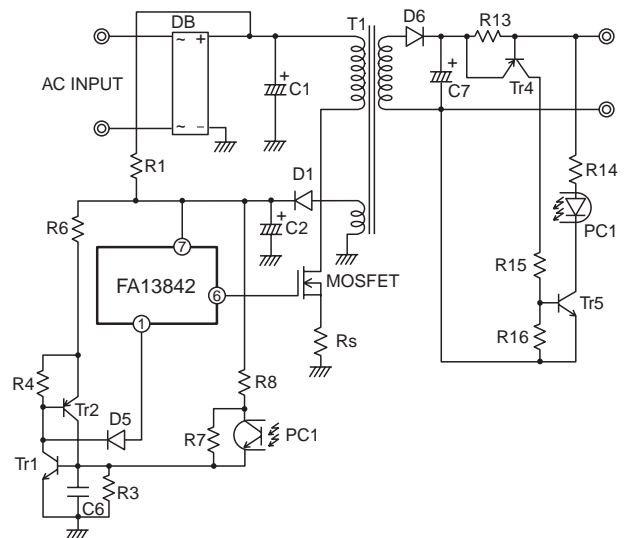 DB
T1
D6
R13
~ +
AC INPUT
C1
C7
Tr4
~ −
R1
D1
R14
R6
C2
PC1
7
FA13842
6
MOSFET
R15
1
Rs
R16
Tr5
R4
Tr2
D5
R8
R7
PC1
Tr1
C6
R3
+
+
+